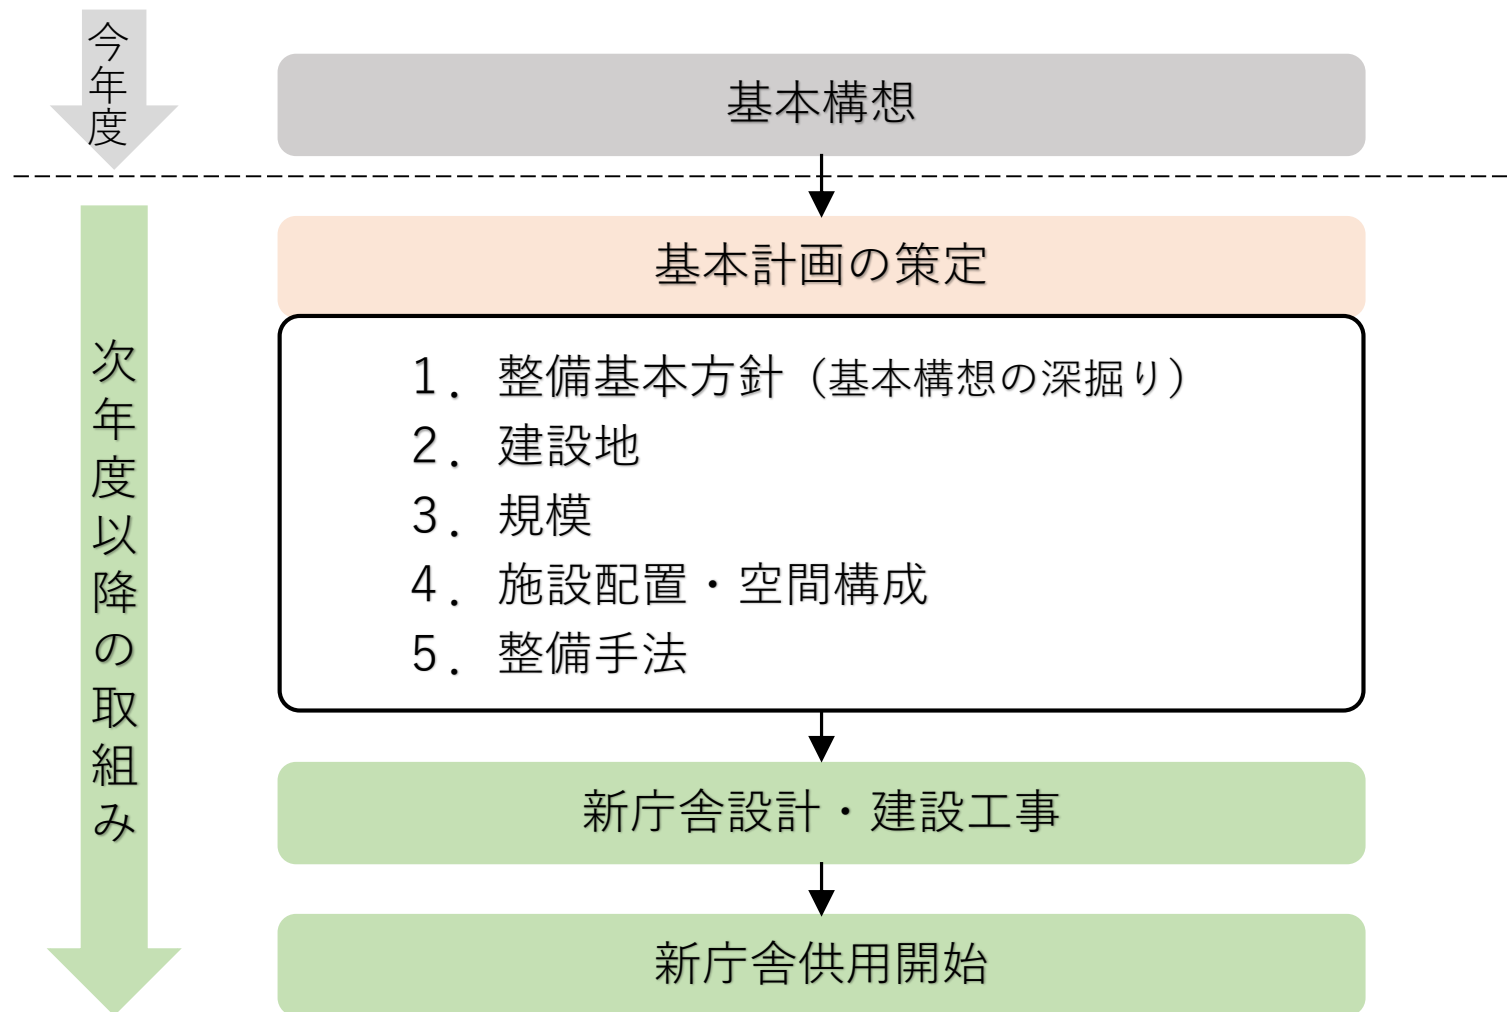 今年度
基本構想
次年度以降の取組み
基本計画の策定
1．整備基本方針（基本構想の深掘り）
2．建設地
3．規模
4．施設配置・空間構成
5．整備手法
新庁舎設計・建設工事
新庁舎供用開始